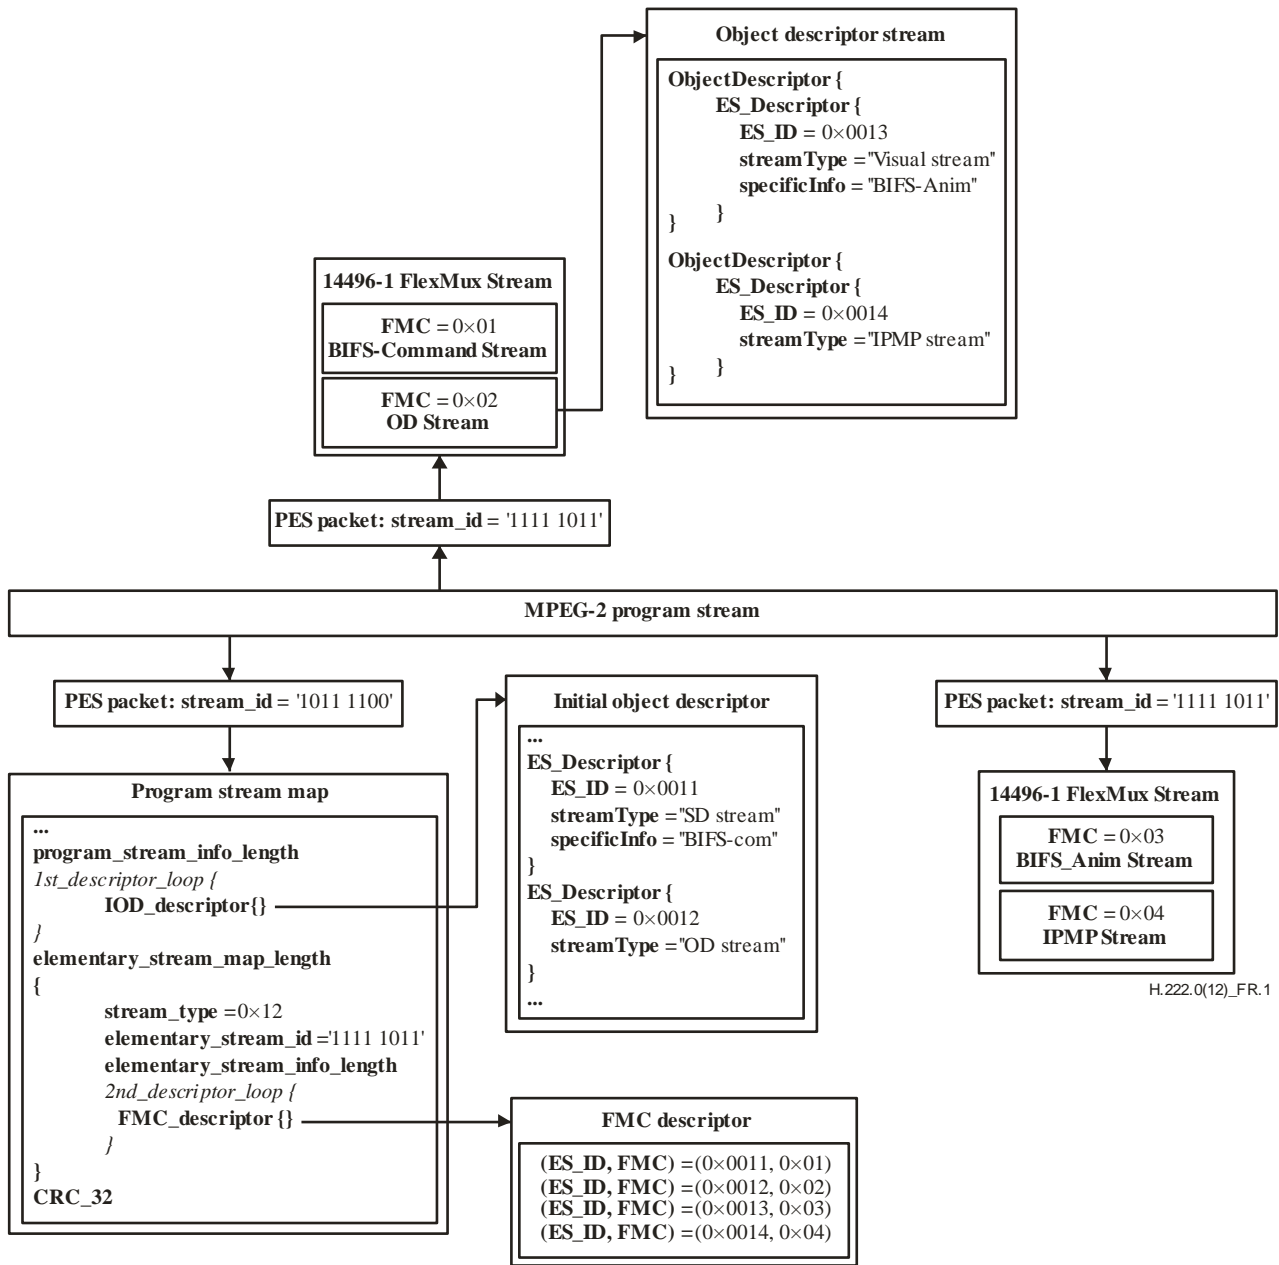 Object descriptor stream
ObjectDescriptor {
ES_Descriptor {
ES_ID = 0×0013
streamType ="Visual stream"
specificInfo = "BIFS-Anim"
}
}
ObjectDescriptor {
ES_Descriptor {
ES_ID = 0×0014
streamType ="IPMP stream"
}
}
14496-1 FlexMux Stream
FMC = 0×01
BIFS-Command Stream
FMC = 0×02
OD Stream
PES packet: stream_id = '1111 1011'
MPEG-2 program stream
PES packet: stream_id = '1011 1100'
Program stream map
...
program_stream_info_length
1st_descriptor_loop {
IOD_descriptor{}
}
elementary_stream_map_length
{
stream_type =0×12
elementary_stream_id ='1111 1011'
elementary_stream_info_length
2nd_descriptor_loop {
FMC_descriptor {}
}
}
CRC_32
Initial object descriptor
...
ES_Descriptor {
ES_ID = 0×0011
streamType ="SD stream"
specificInfo = "BIFS-com"
}
ES_Descriptor {
ES_ID = 0×0012
streamType ="OD stream"
}
...
FMC descriptor
(ES_ID, FMC) =(0×0011, 0×01)
(ES_ID, FMC) =(0×0012, 0×02)
(ES_ID, FMC) =(0×0013, 0×03)
(ES_ID, FMC) =(0×0014, 0×04)
PES packet: stream_id = '1111 1011'
14496-1 FlexMux Stream
FMC = 0×03
BIFS_Anim Stream
FMC = 0×04
IPMP Stream
H.222.0(12)_FR.1